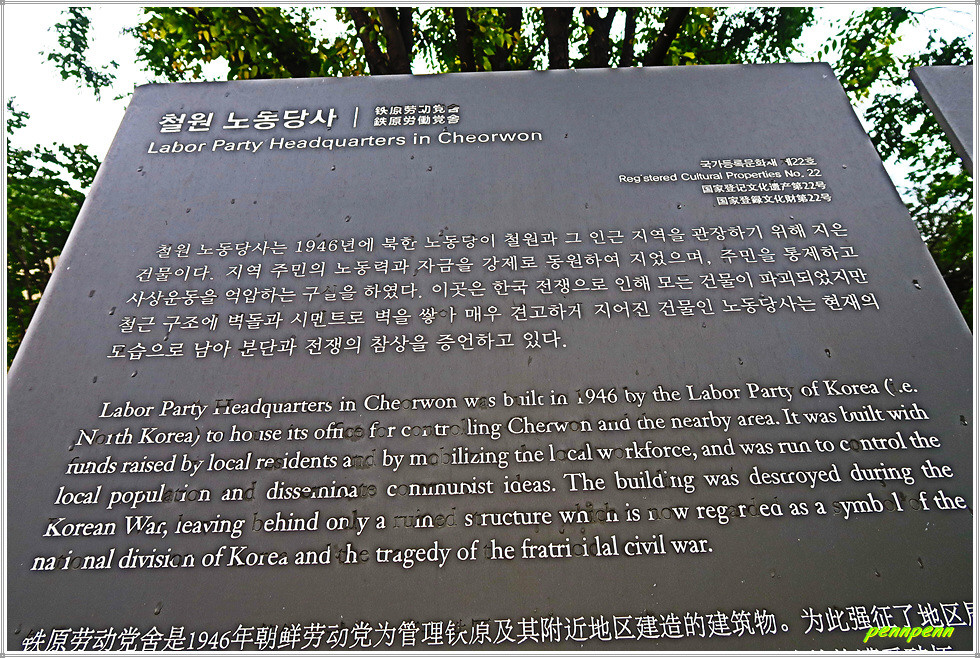 철원 노동당사 | 铁原劳动党舍
鉄原労働党舎
Labor Party Headquarters in Cheorwon
국가등록문화재 제22호
Registered Cultural Properties No. 22
国家登记文化遗产第22号
国家登録文化財第22号
철원 노동당사는 1946년에 북한 노동당이 철원과 그 인근 지역을 관장하기 위해 지은
건물이다. 지역 주민의 노동력과 자금을 강제로 동원하여 지었으며, 주민을 통제하고
사상운동을 억압하는 구실을 하였다. 이곳은 한국 전쟁으로 인해 모든 건물이 파괴되었지만
철근 구조에 벽돌과 시멘트로 벽을 쌓아 매우 견고하게 지어진 건물인 노동당사는 현재의
모습으로 남아 분단과 전쟁의 참상을 증언하고 있다.
Labor Party Headquarters in Cheorwon was built in 1946 by the Labor Party of Korea (i.e.
North Korea) to house its office for controlling Cherwon and the nearby area. It was built with
funds raised by local residents and by mobilizing the local workforce, and was run to control the
local population and disseminate communist ideas. The building was destroyed during the
Korean War, leaving behind only a ruined structure which is now regarded as a symbol of the
national division of Korea and the tragedy of the fratricidal civil war.
铁原劳动党舍是1946年朝鲜劳动党为管理铁原及其附近地区建造的建筑物。为此强征了地区
pennpenn